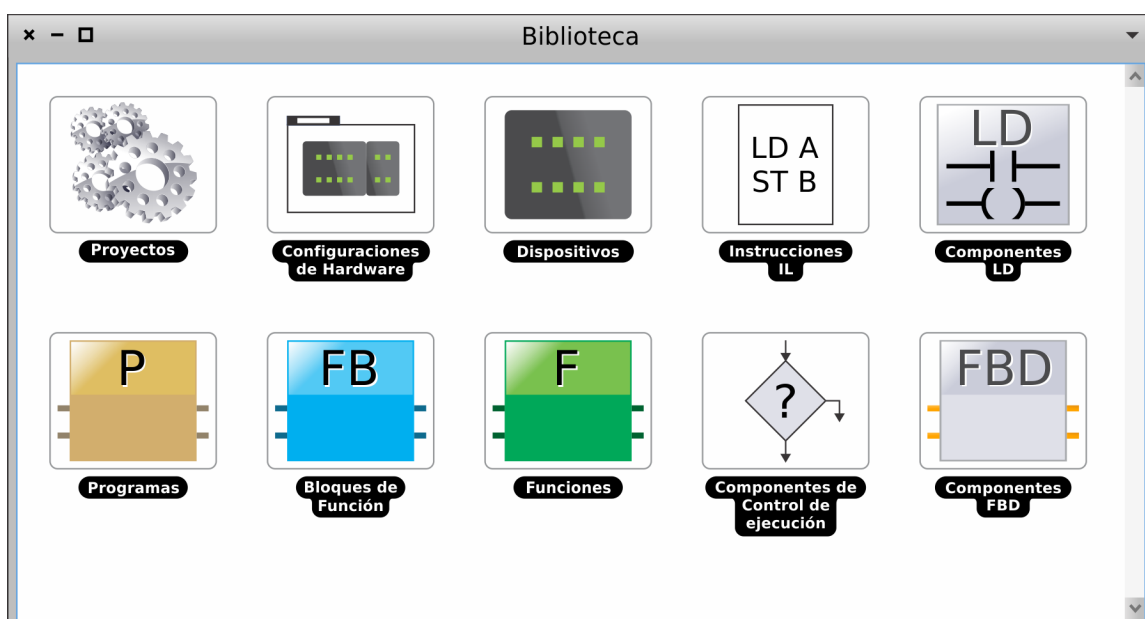 Biblioteca
LD A
ST B
LD
Proyectos
Configuraciones
de Hardware
Dispositivos
Instrucciones
IL
Componentes
LD
P
FB
F
?
FBD
Programas
Bloques de
Función
Funciones
Componentes de
Control de
ejecución
Componentes
FBD